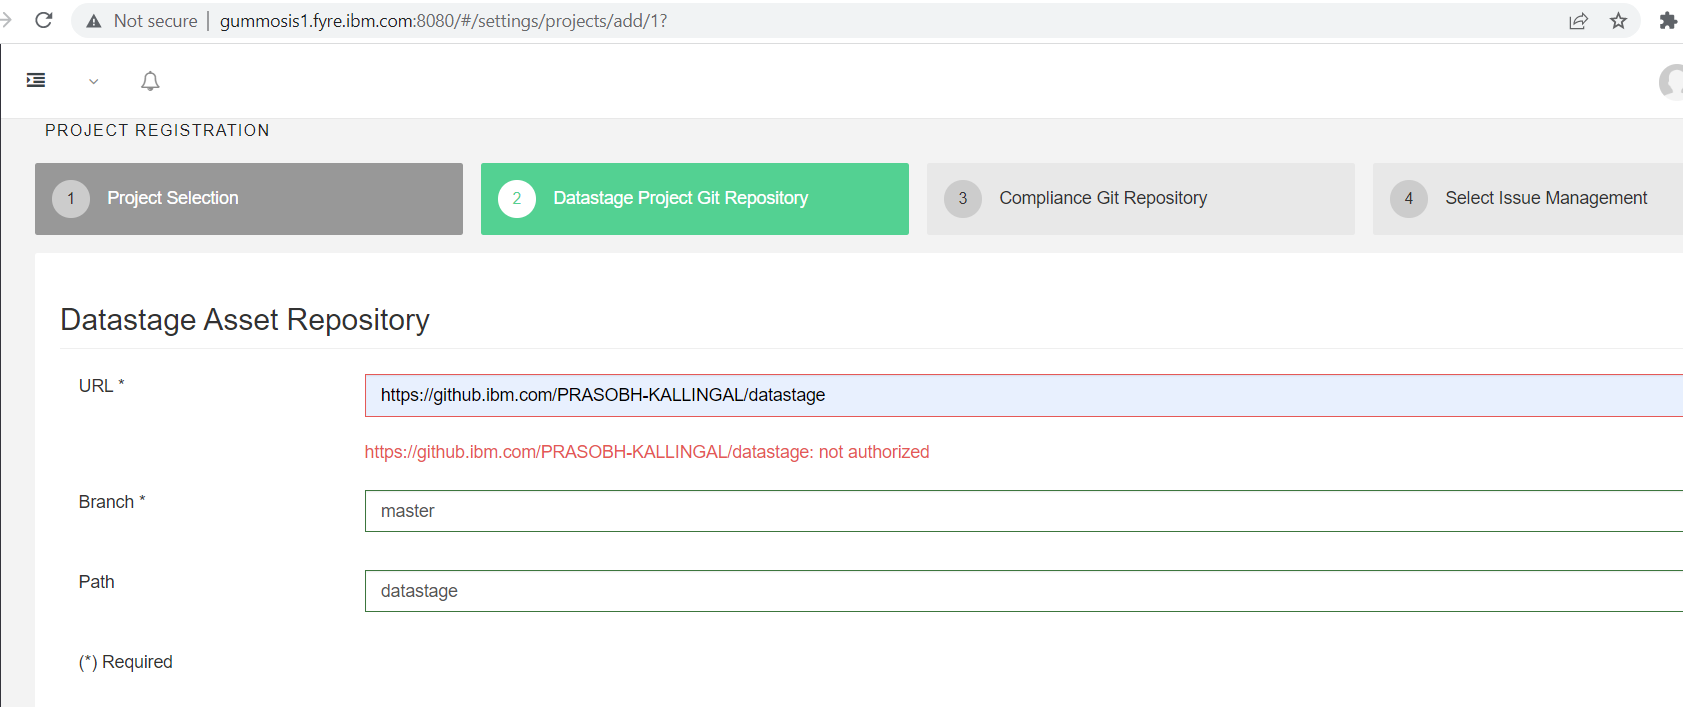 Not secure gummosis1.fyre.ibm.com:8080/#/settings/projects/add/1?
PROJECT REGISTRATION
1 Project Selection
2 Datastage Project Git Repository
3 Compliance Git Repository
4 Select Issue Management
Datastage Asset Repository
URL *
https://github.ibm.com/PRASOBH-KALLINGAL/datastage
https://github.ibm.com/PRASOBH-KALLINGAL/datastage: not authorized
Branch *
master
Path
datastage
(*) Required